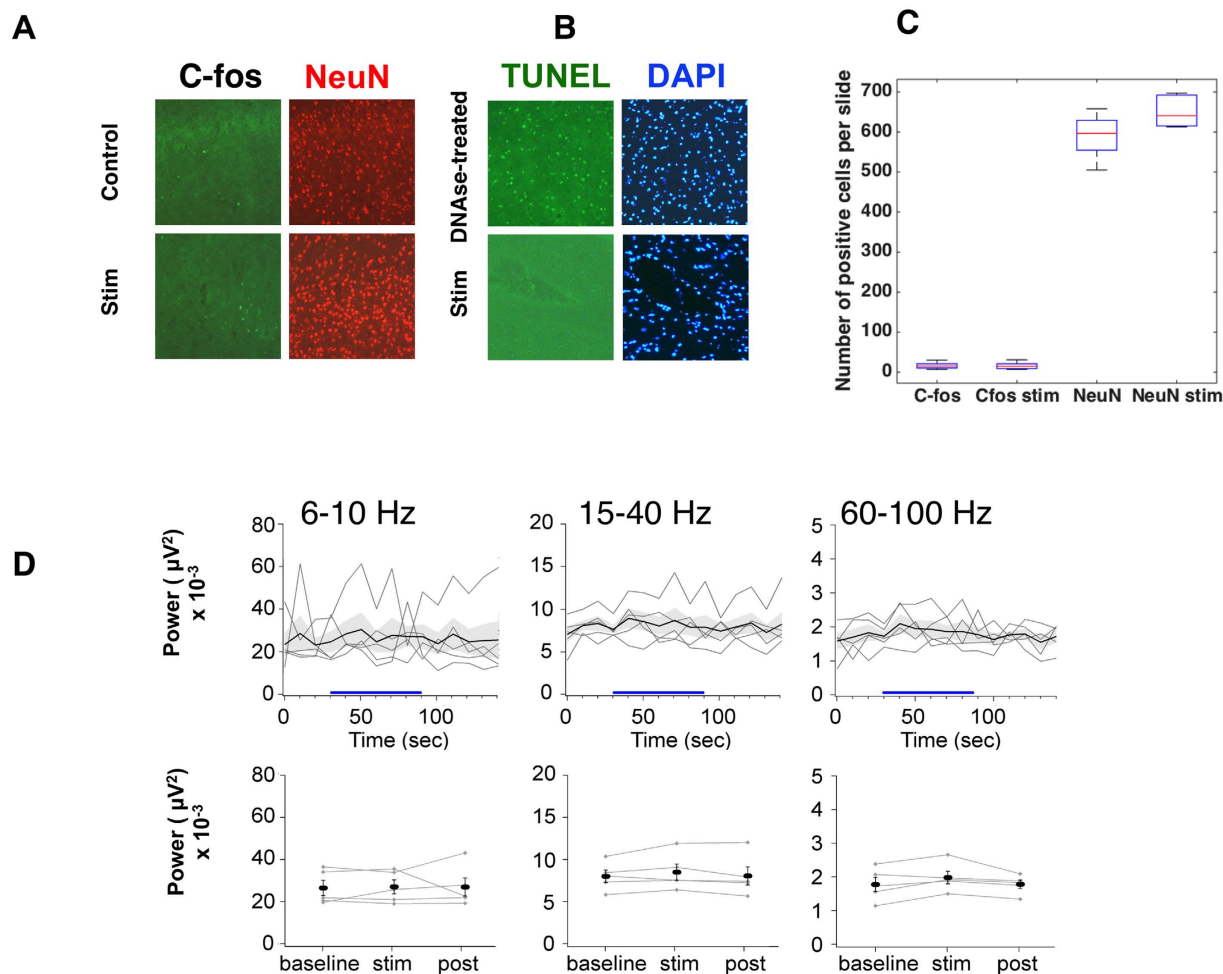 A
B
C
C-fos NeuN
TUNEL DAPI
Control
Stim
DNAse-treated
Stim
Number of positive cells per slide
700
600
500
400
300
200
100
0
C-fos Cfos stim NeuN NeuN stim
D
6-10 Hz
Power ( µV²)
x 10⁻³
80
60
40
20
0
0 50 100
Time (sec)
15-40 Hz
20
15
10
5
0
0 50 100
Time (sec)
60-100 Hz
5
4
3
2
1
0
0 50 100
Time (sec)
Power ( µV²)
x 10⁻³
80
60
40
20
0
baseline stim post
20
15
10
5
0
baseline stim post
5
4
3
2
1
0
baseline stim post